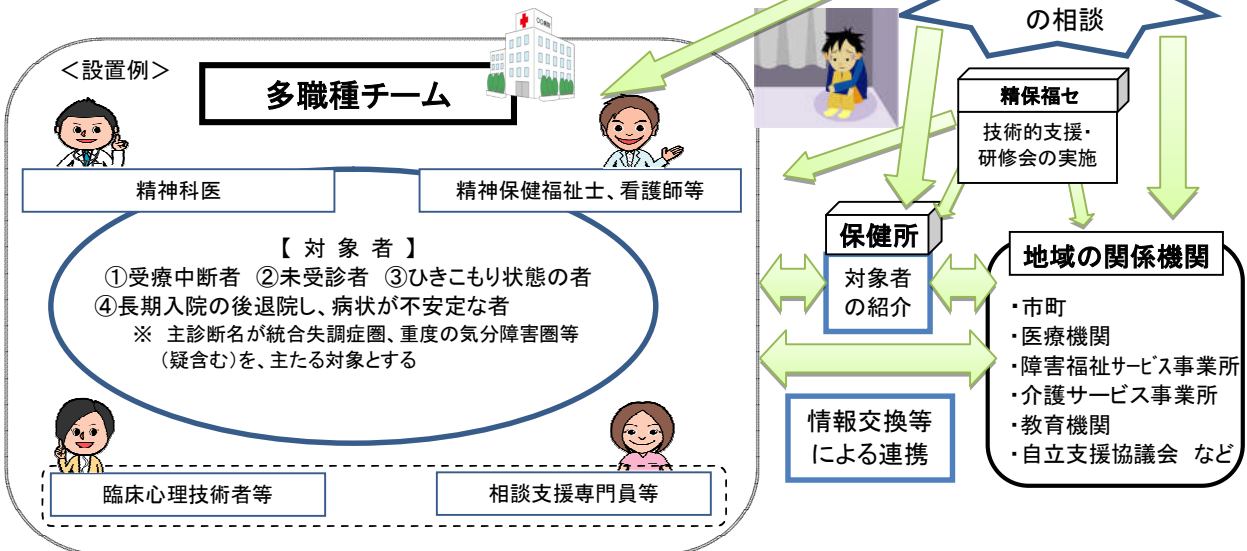 の相談
＜設置例＞
多職種チーム
精神科医
精神保健福祉士、看護師等
【 対 象 者 】
①受療中断者 ②未受診者 ③ひきこもり状態の者
④長期入院の後退院し、病状が不安定な者
※ 主診断名が統合失調症圏、重度の気分障害圏等
(疑含む)を、主たる対象とする
臨床心理技術者等
相談支援専門員等
精保福セ
技術的支援・
研修会の実施
保健所
対象者
の紹介
情報交換等
による連携
地域の関係機関
・市町
・医療機関
・障害福祉サービス事業所
・介護サービス事業所
・教育機関
・自立支援協議会 など